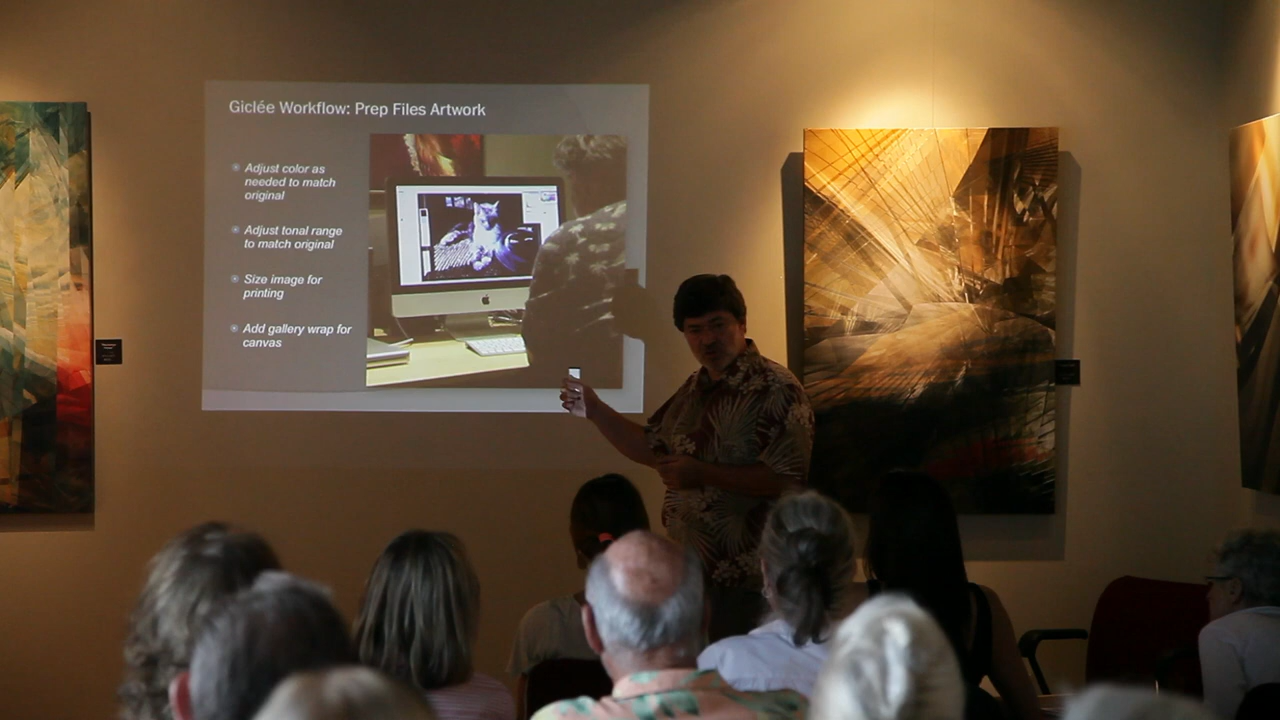 Giclée Workflow: Prep Files Artwork
Adjust color as
needed to match
original
Adjust tonal range
to match original
Size image for
printing
Add gallery wrap for
canvas